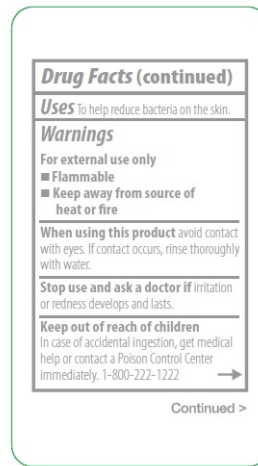 Drug Facts (continued)
Uses To help reduce bacteria on the skin.
Warnings
For external use only
■ Flammable
■ Keep away from source of
heat or fire
When using this product avoid contact
with eyes. If contact occurs, rinse thoroughly
with water.
Stop use and ask a doctor if irritation
or redness develops and lasts.
Keep out of reach of children
In case of accidental ingestion, get medical
help or contact a Poison Control Center
immediately. 1-800-222-1222 →
Continued >